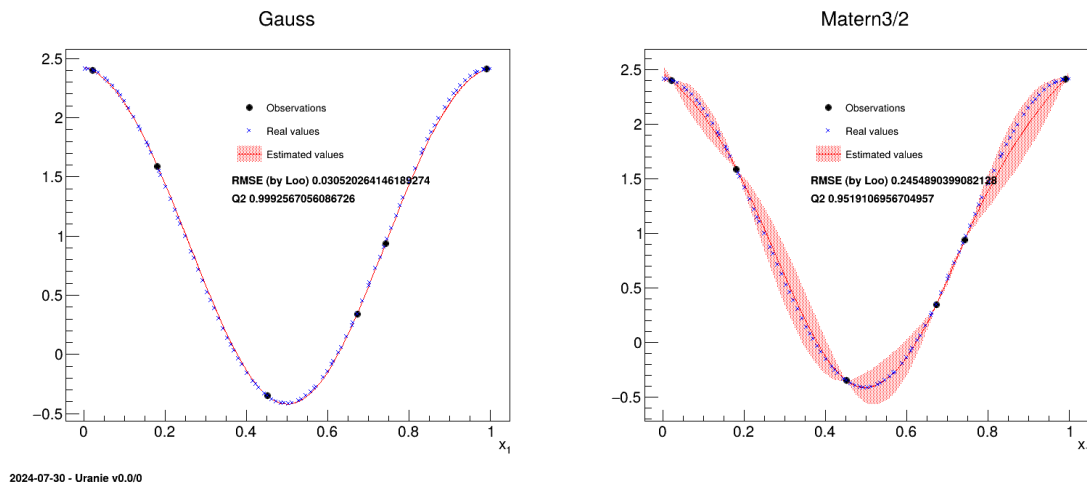 Gauss
2.5
2
1.5
1
0.5
0
−0.5
0 0.2 0.4 0.6 0.8 1
x1
Observations
Real values
Estimated values
RMSE (by Loo) 0.030520264146189274
Q2 0.9992567056086726
Matern3/2
2.5
2
1.5
1
0.5
0
−0.5
0 0.2 0.4 0.6 0.8 1
x
Observations
Real values
Estimated values
RMSE (by Loo) 0.2454890399082128
Q2 0.9519106956704957
2024-07-30 - Uranie v0.0/0